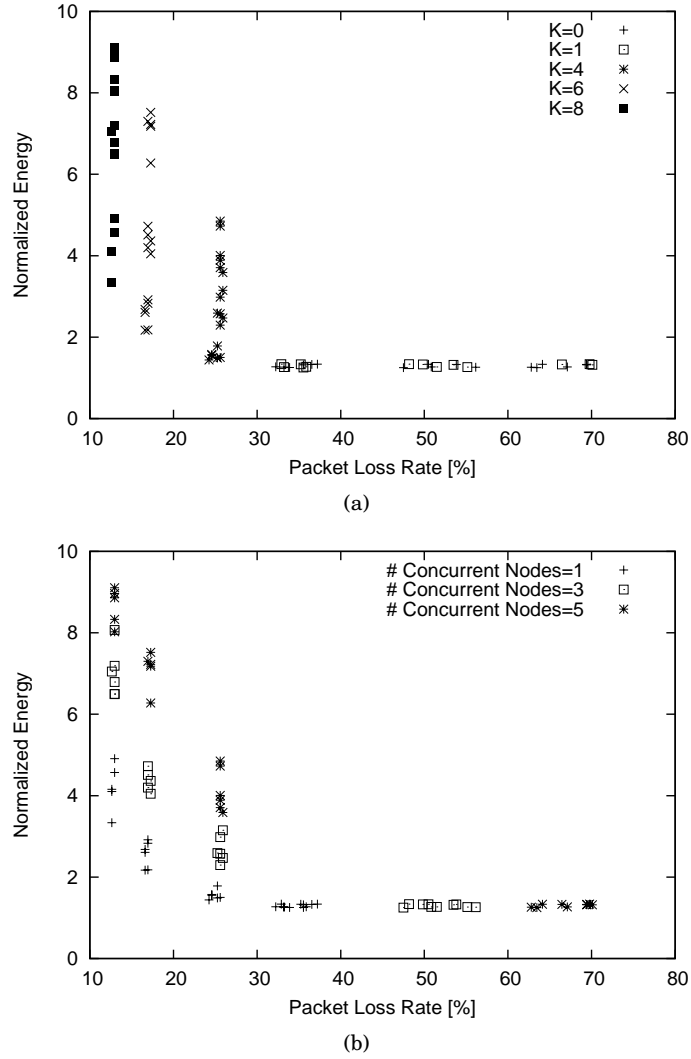 10
8
6
4
2
0
Normalized Energy
K=0
K=1
K=4
K=6
K=8
10 20 30 40 50 60 70 80
Packet Loss Rate [%]
(a)
10
8
6
4
2
0
Normalized Energy
# Concurrent Nodes=1
# Concurrent Nodes=3
# Concurrent Nodes=5
10 20 30 40 50 60 70 80
Packet Loss Rate [%]
(b)